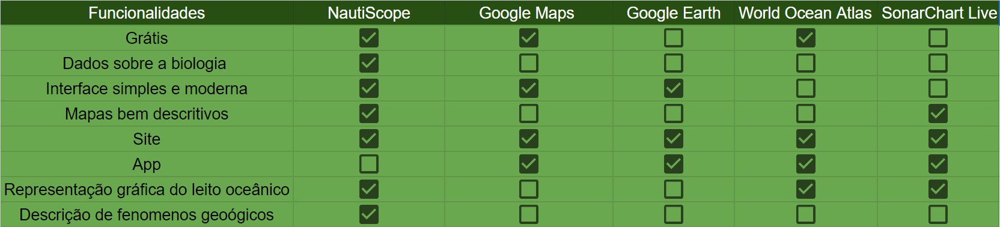 Funcionalidades NautiScope Google Maps Google Earth World Ocean Atlas SonarChart Live
Grátis
Dados sobre a biologia
Interface simples e moderna
Mapas bem descritivos
Site
App
Representação gráfica do leito oceânico
Descrição de fenomenos geoógicos